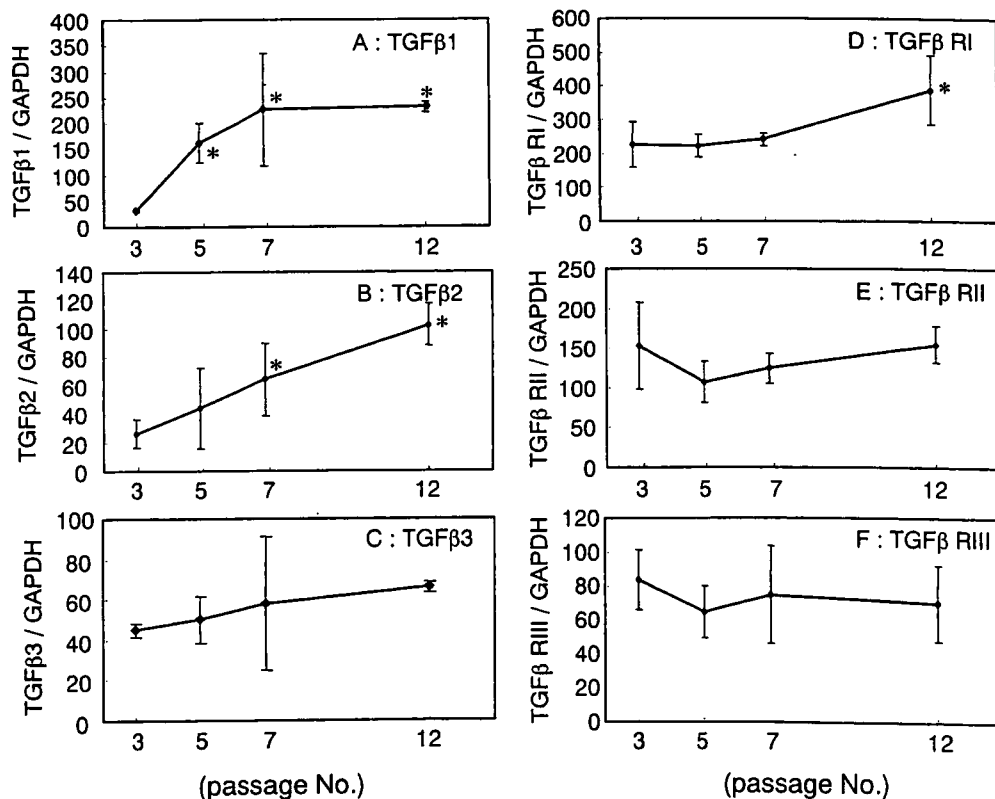 A : TGFβ1
TGFβ1 / GAPDH
400
350
300
250
200
150
100
50
0
*
*
*
3 5 7 12
B : TGFβ2
TGFβ2 / GAPDH
140
120
100
80
60
40
20
0
*
*
3 5 7 12
C : TGFβ3
TGFβ3 / GAPDH
100
80
60
40
20
0
3 5 7 12
(passage No.)
D : TGFβ RI
TGFβ RI / GAPDH
600
500
400
300
200
100
0
*
3 5 7 12
E : TGFβ RII
TGFβ RII / GAPDH
250
200
150
100
50
0
3 5 7 12
F : TGFβ RIII
TGFβ RIII / GAPDH
120
100
80
60
40
20
0
3 5 7 12
(passage No.)